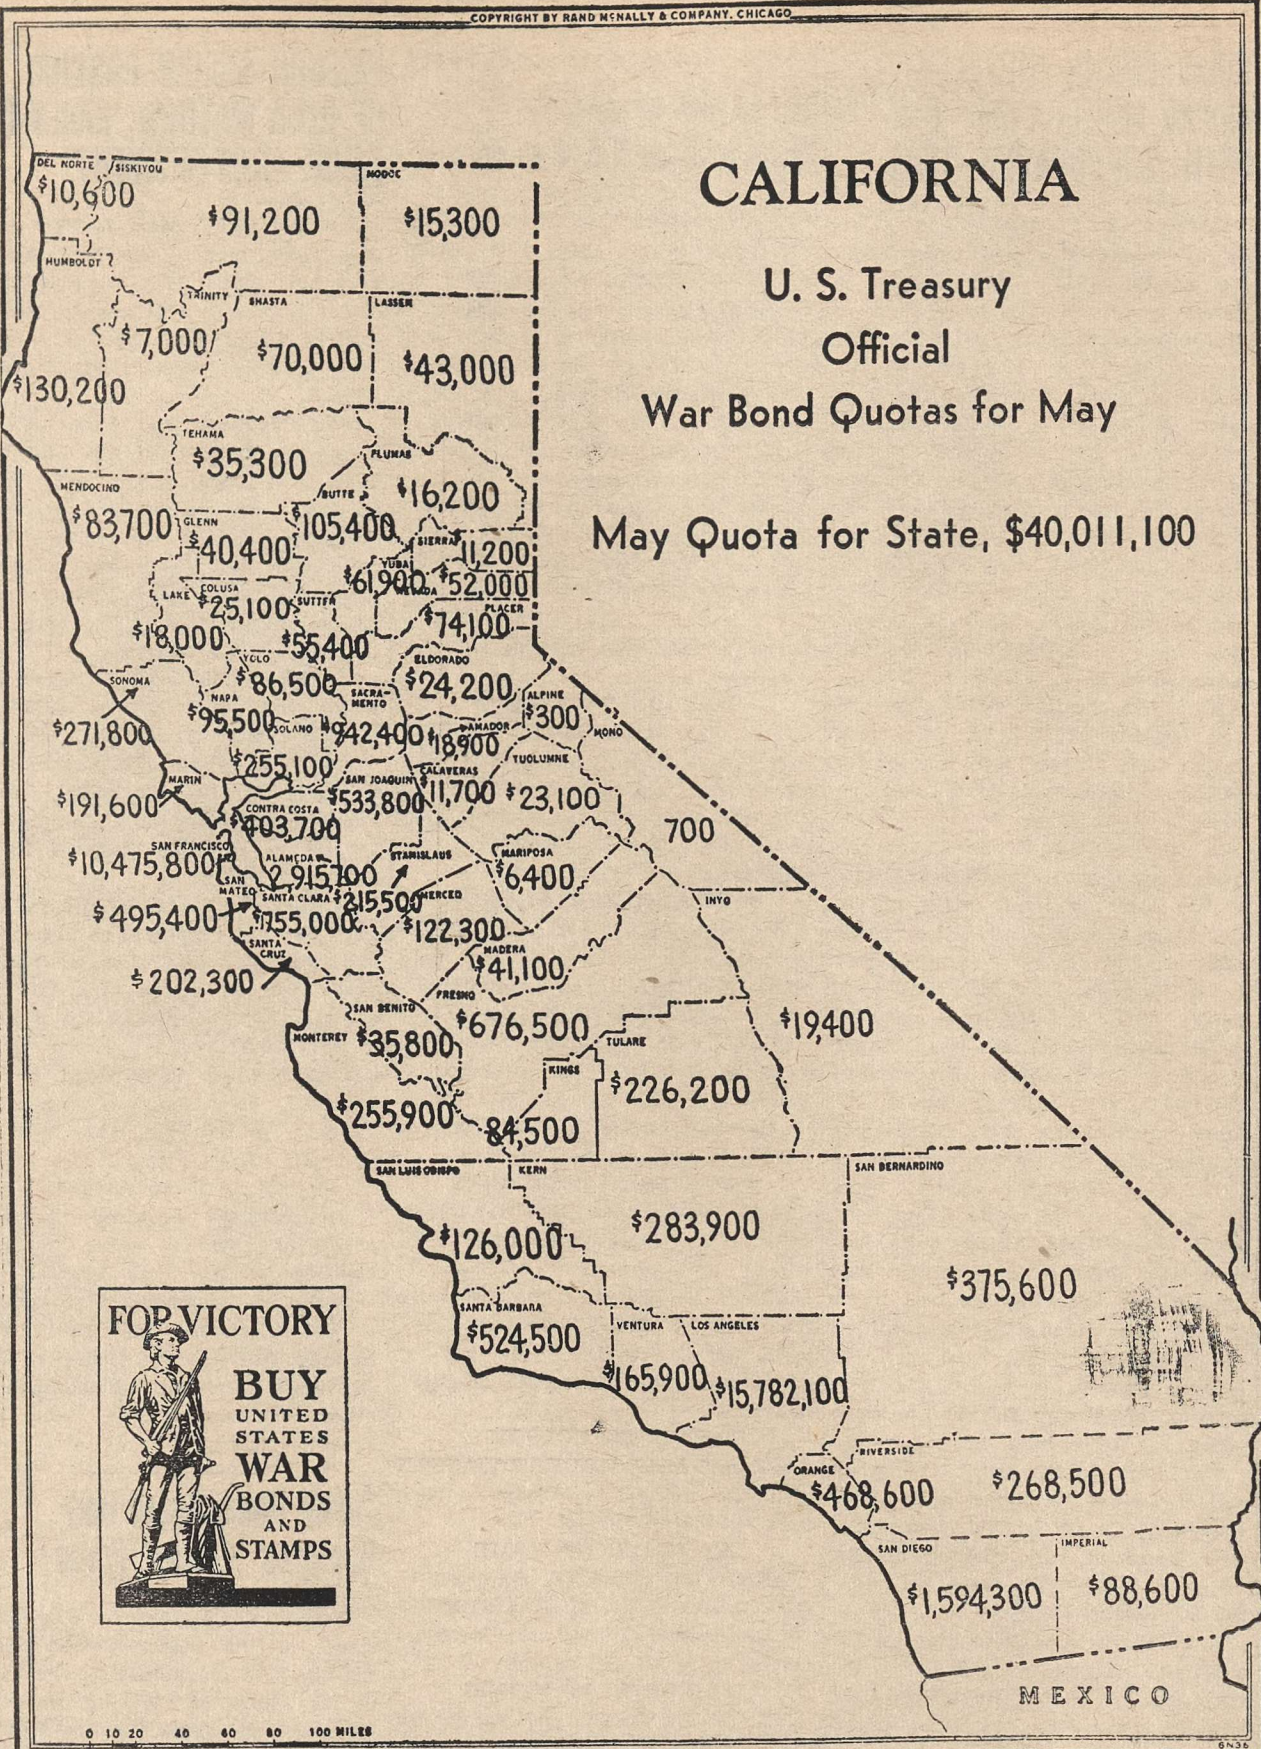 COPYRIGHT BY RAND McNALLY & COMPANY. CHICAGO
CALIFORNIA
U. S. Treasury
Official
War Bond Quotas for May
May Quota for State, $40,011,100
DEL NORTE
$10,600
SISKIYOU
$91,200
MODOC
$15,300
HUMBOLDT
$130,200
TRINITY
$7,000
SHASTA
$70,000
LASSEN
$43,000
TEHAMA
$35,300
PLUMAS
$16,200
MENDOCINO
$83,700
GLENN
$40,400
BUTTE
$105,400
SIERRA
11,200
YUBA
$61,900
NEVADA
$52,000
LAKE
$18,000
COLUSA
$25,100
SUTTER
$55,400
PLACER
$74,100
SONOMA
$271,800
NAPA
$95,500
YOLO
$86,500
ELDORADO
$24,200
SACRA-
MENTO
$942,400
ALPINE
$300
SOLANO
$255,100
AMADOR
$18,900
MONO
700
MARIN
$191,600
CONTRA COSTA
$403,700
SAN JOAQUIN
$533,800
CALAVERAS
$11,700
TUOLUMNE
$23,100
SAN FRANCISCO
$10,475,800
ALAMEDA
2,915,700
STANISLAUS
$215,500
MARIPOSA
$6,400
SAN
MATEO
$495,400
SANTA CLARA
$755,000
MERCED
$122,300
SANTA
CRUZ
$202,300
MADERA
$41,100
INYO
$19,400
SAN BENITO
$35,800
FRESNO
$676,500
MONTEREY
$255,900
KINGS
84,500
TULARE
$226,200
SAN LUIS OBISPO
$126,000
KERN
$283,900
SAN BERNARDINO
$375,600
SANTA BARBARA
$524,500
VENTURA
$165,900
LOS ANGELES
$15,782,100
ORANGE
$468,600
RIVERSIDE
$268,500
SAN DIEGO
$1,594,300
IMPERIAL
$88,600
MEXICO
FOR VICTORY
BUY
UNITED
STATES
WAR
BONDS
AND
STAMPS
0 10 20 40 60 80 100 MILES
6N36